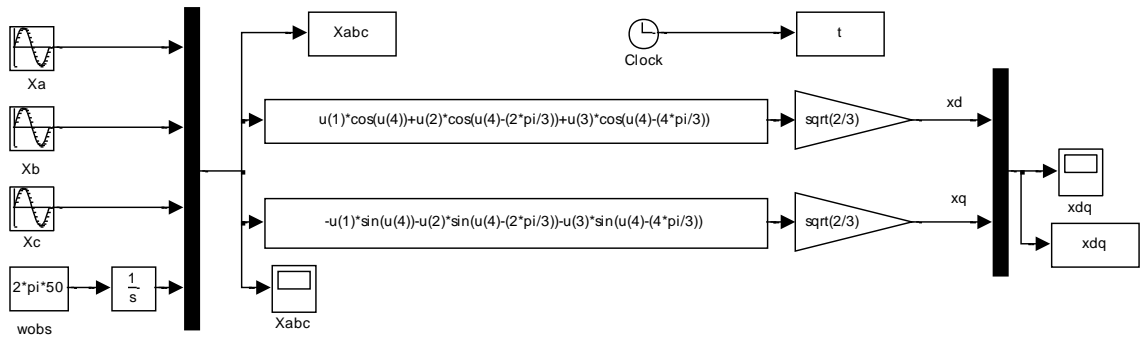 Xa
Xb
Xc
2*pi*50
wobs
1
s
Xabc
Clock
t
u(1)*cos(u(4))+u(2)*cos(u(4)-(2*pi/3))+u(3)*cos(u(4)-(4*pi/3))
sqrt(2/3)
xd
-u(1)*sin(u(4))-u(2)*sin(u(4)-(2*pi/3))-u(3)*sin(u(4)-(4*pi/3))
sqrt(2/3)
xq
Xabc
xdq
xdq